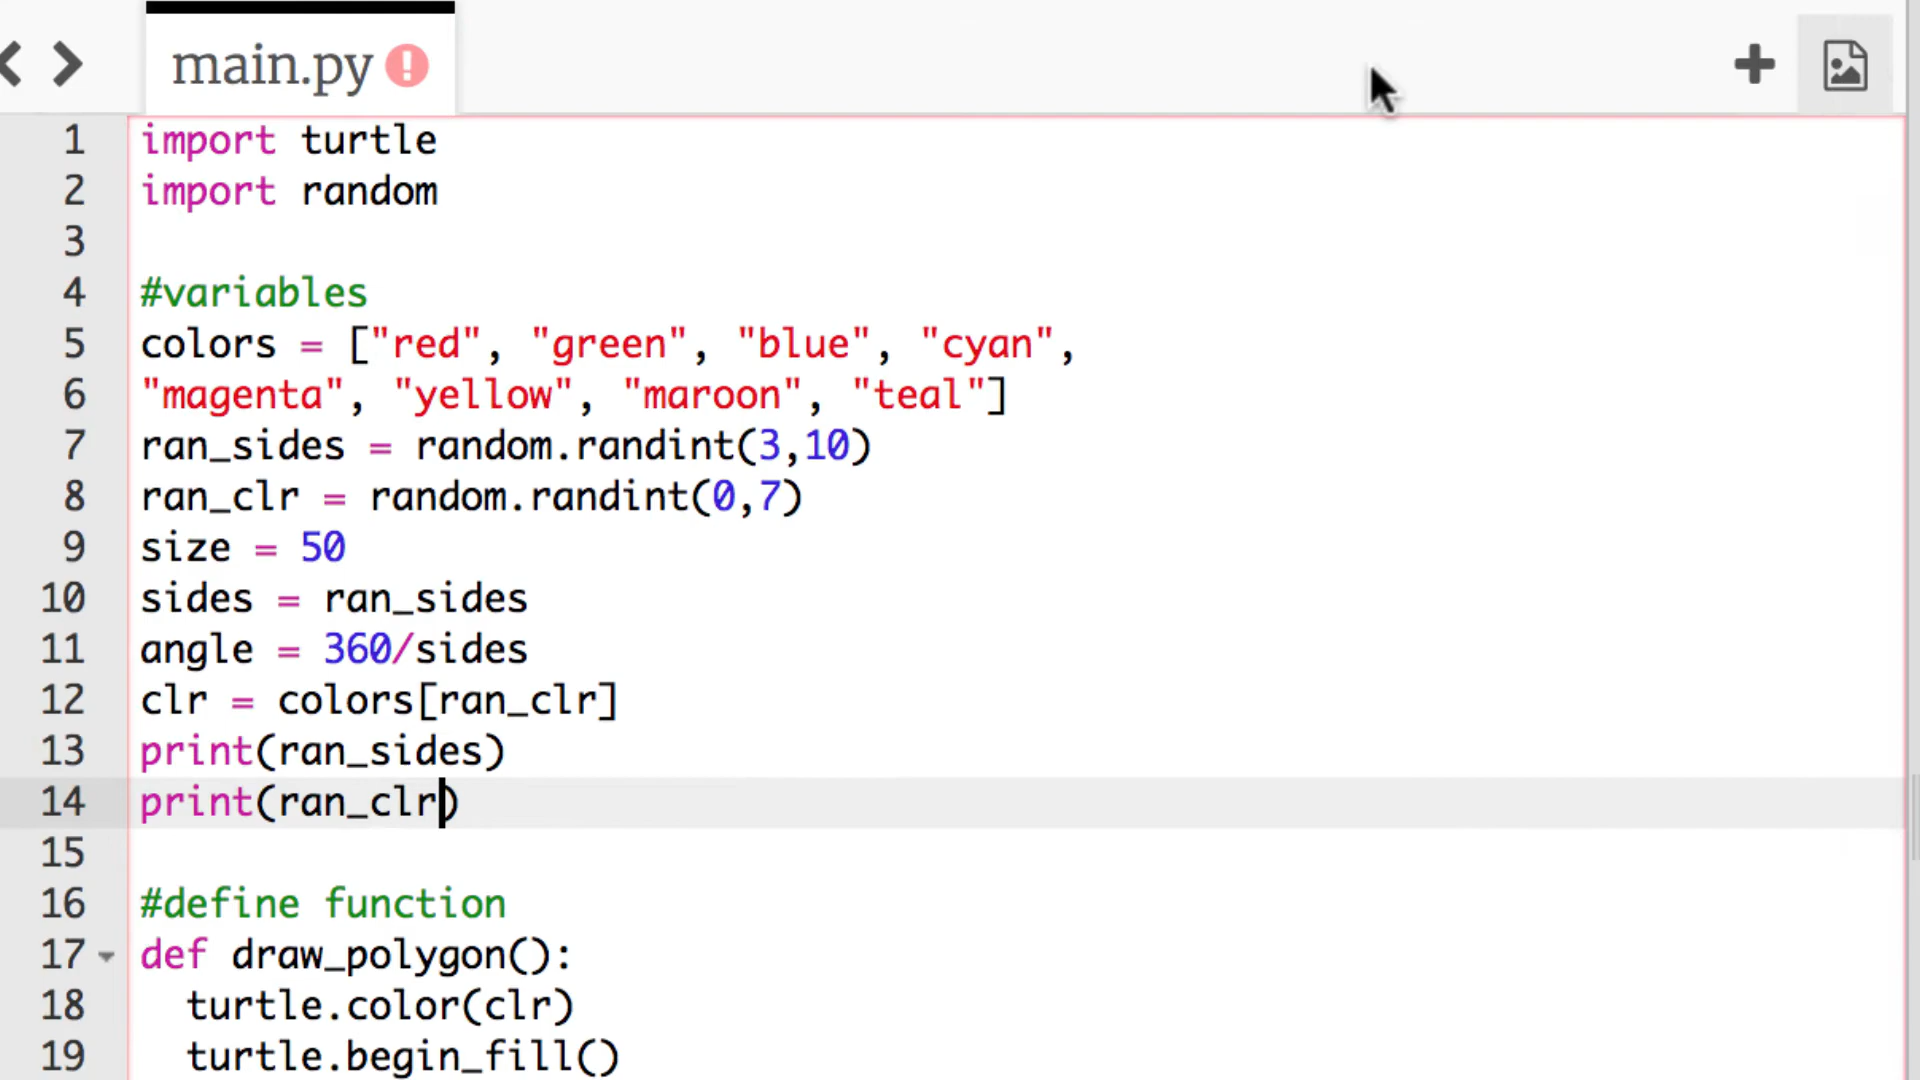 main.py
1 import turtle
2 import random
3
4 #variables
5 colors = ["red", "green", "blue", "cyan",
6 "magenta", "yellow", "maroon", "teal"]
7 ran_sides = random.randint(3,10)
8 ran_clr = random.randint(0,7)
9 size = 50
10 sides = ran_sides
11 angle = 360/sides
12 clr = colors[ran_clr]
13 print(ran_sides)
14 print(ran_clr)
15
16 #define function
17 def draw_polygon():
18   turtle.color(clr)
19   turtle.begin_fill()